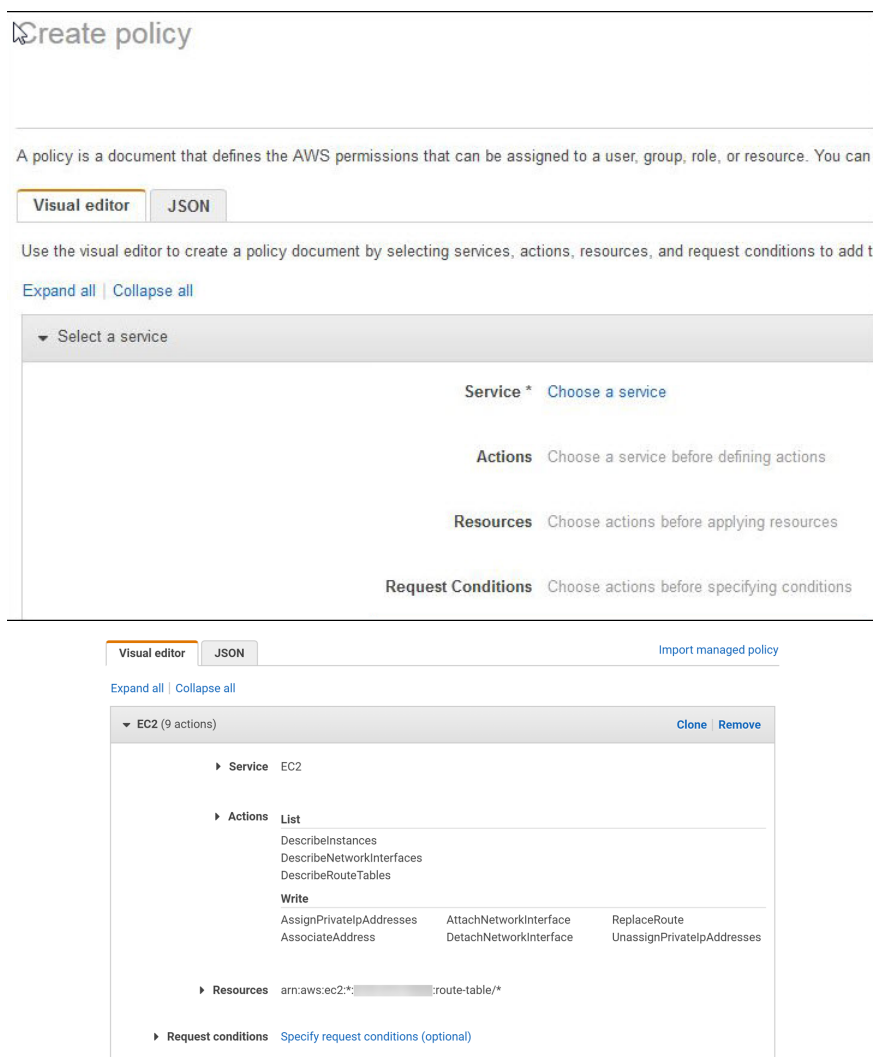 Create policy
A policy is a document that defines the AWS permissions that can be assigned to a user, group, role, or resource. You can
Visual editor JSON
Use the visual editor to create a policy document by selecting services, actions, resources, and request conditions to add t
Expand all | Collapse all
Select a service
Service * Choose a service
Actions Choose a service before defining actions
Resources Choose actions before applying resources
Request Conditions Choose actions before specifying conditions
Visual editor JSON Import managed policy
Expand all | Collapse all
EC2 (9 actions) Clone | Remove
Service EC2
Actions List
DescribeInstances
DescribeNetworkInterfaces
DescribeRouteTables
Write
AssignPrivateIpAddresses AttachNetworkInterface ReplaceRoute
AssociateAddress DetachNetworkInterface UnassignPrivateIpAddresses
Resources arn:aws:ec2:*: :route-table/*
Request conditions Specify request conditions (optional)